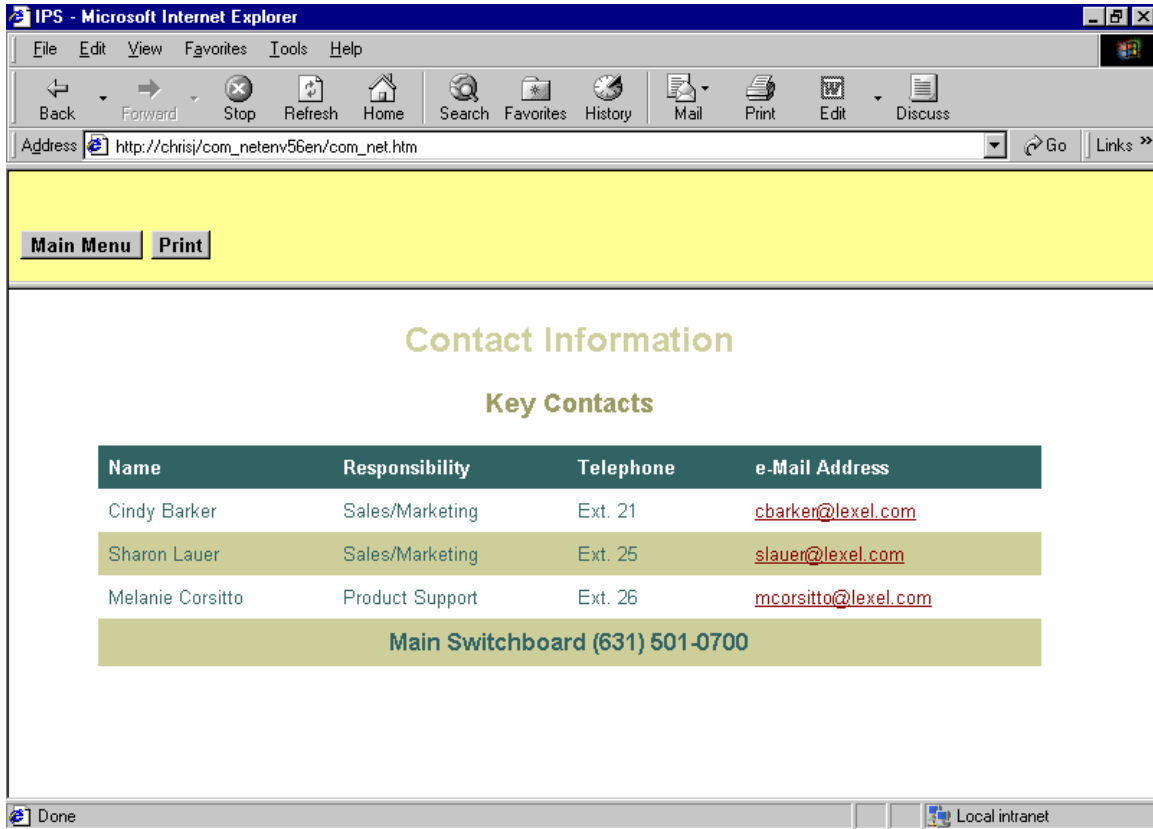 IPS - Microsoft Internet Explorer
File Edit View Favorites Tools Help
Back Forward Stop Refresh Home Search Favorites History Mail Print Edit Discuss
Address http://chrisj/com_netenv56en/com_net.htm Go Links »
Main Menu Print
Contact Information
Key Contacts
Name Responsibility Telephone e-Mail Address
Cindy Barker Sales/Marketing Ext. 21 cbarker@lexel.com
Sharon Lauer Sales/Marketing Ext. 25 slauer@lexel.com
Melanie Corsitto Product Support Ext. 26 mcorsitto@lexel.com
Main Switchboard (631) 501-0700
Done Local intranet